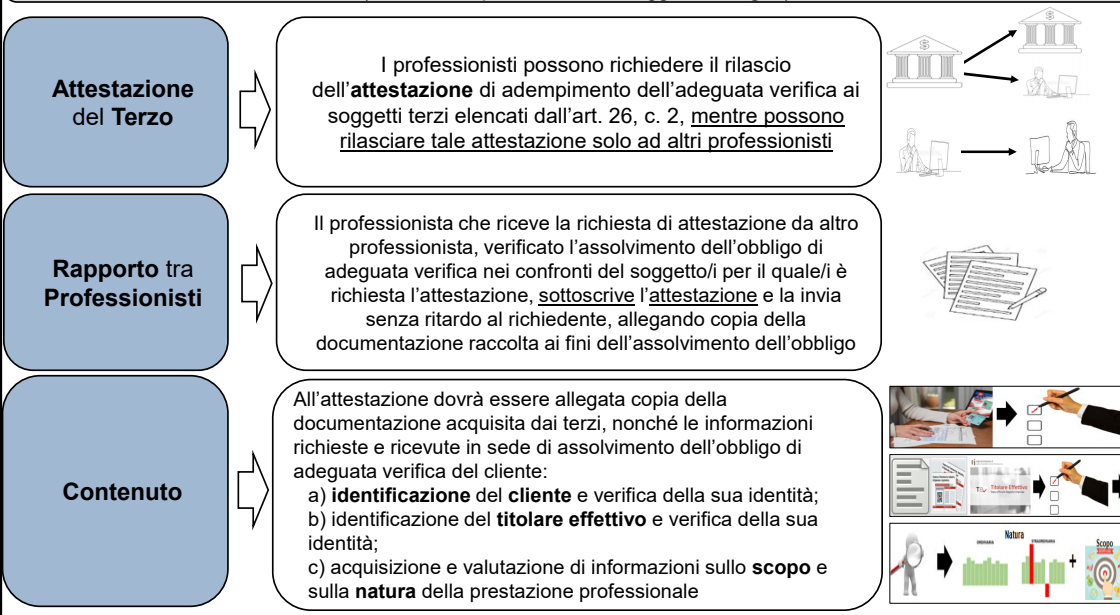 Attestazione
del Terzo
I professionisti possono richiedere il rilascio
dell'attestazione di adempimento dell'adeguata verifica ai
soggetti terzi elencati dall'art. 26, c. 2, mentre possono
rilasciare tale attestazione solo ad altri professionisti
Rapporto tra
Professionisti
Il professionista che riceve la richiesta di attestazione da altro
professionista, verificato l'assolvimento dell'obbligo di
adeguata verifica nei confronti del soggetto/i per il quale/i è
richiesta l'attestazione, sottoscrive l'attestazione e la invia
senza ritardo al richiedente, allegando copia della
documentazione raccolta ai fini dell'assolvimento dell'obbligo
Contenuto
All'attestazione dovrà essere allegata copia della
documentazione acquisita dai terzi, nonché le informazioni
richieste e ricevute in sede di assolvimento dell'obbligo di
adeguata verifica del cliente:
a) identificazione del cliente e verifica della sua identità;
b) identificazione del titolare effettivo e verifica della sua
identità;
c) acquisizione e valutazione di informazioni sullo scopo e
sulla natura della prestazione professionale
Titolare Effettivo
Natura
ORDINARIA
STRAORDINARIA
Scopo